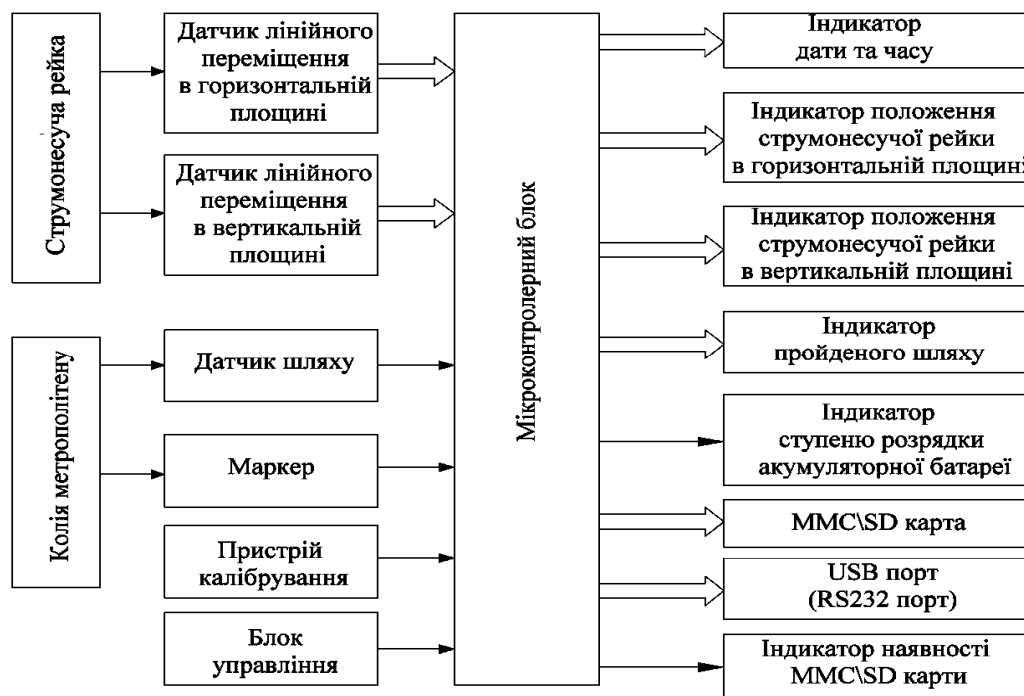 Струмонесуча рейка
Колія метрополітену
Датчик лінійного
переміщення
в горизонтальній
площині
Датчик лінійного
переміщення
в вертикальній
площині
Датчик шляху
Маркер
Пристрій
калібрування
Блок
управління
Мікроконтролерний блок
Індикатор
дати та часу
Індикатор положення
струмонесучої рейки
в горизонтальній площині
Індикатор положення
струмонесучої рейки
в вертикальній площині
Індикатор
пройденого шляху
Індикатор
ступеню розрядки
акумуляторної батареї
MMC\SD карта
USB порт
(RS232 порт)
Індикатор наявності
MMC\SD карти